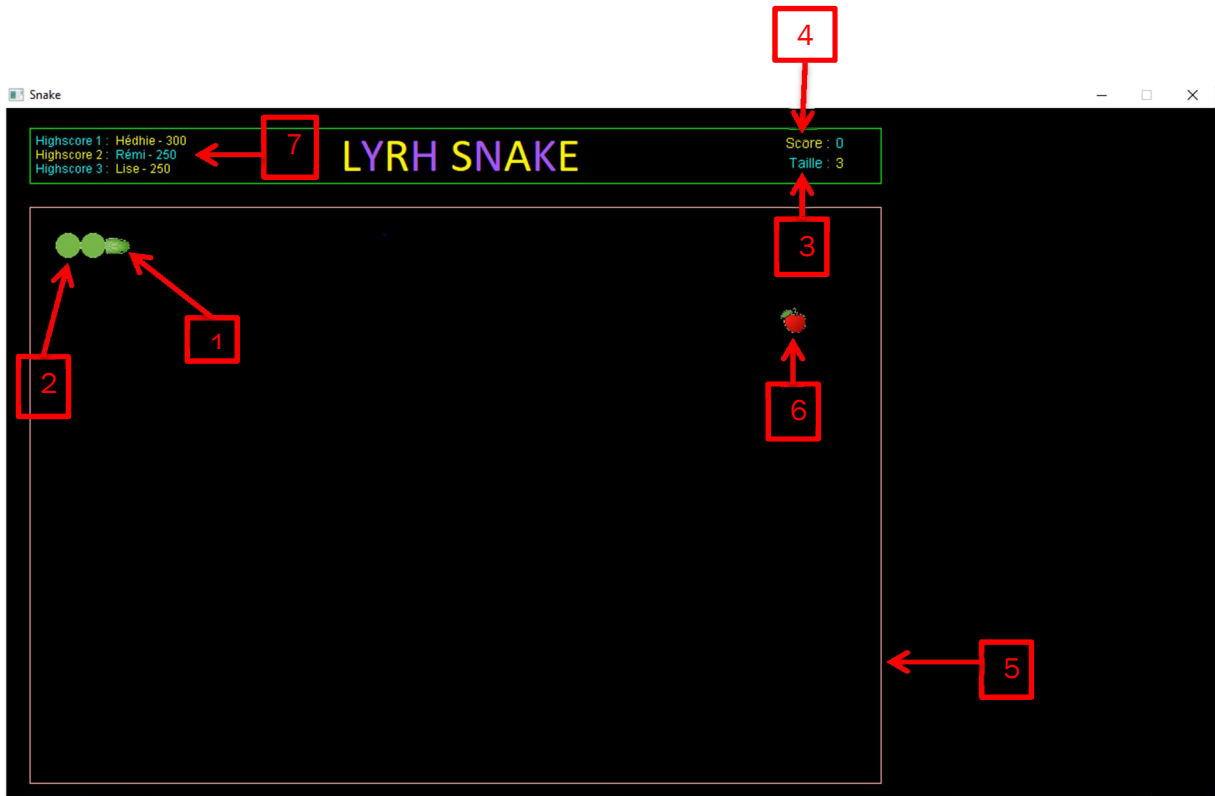 4
Snake
Highscore 1 : Hédhie - 300
Highscore 2 : Rémi - 250
Highscore 3 : Lise - 250
7
LYRH SNAKE
Score : 0
Taille : 3
3
1
2
6
5